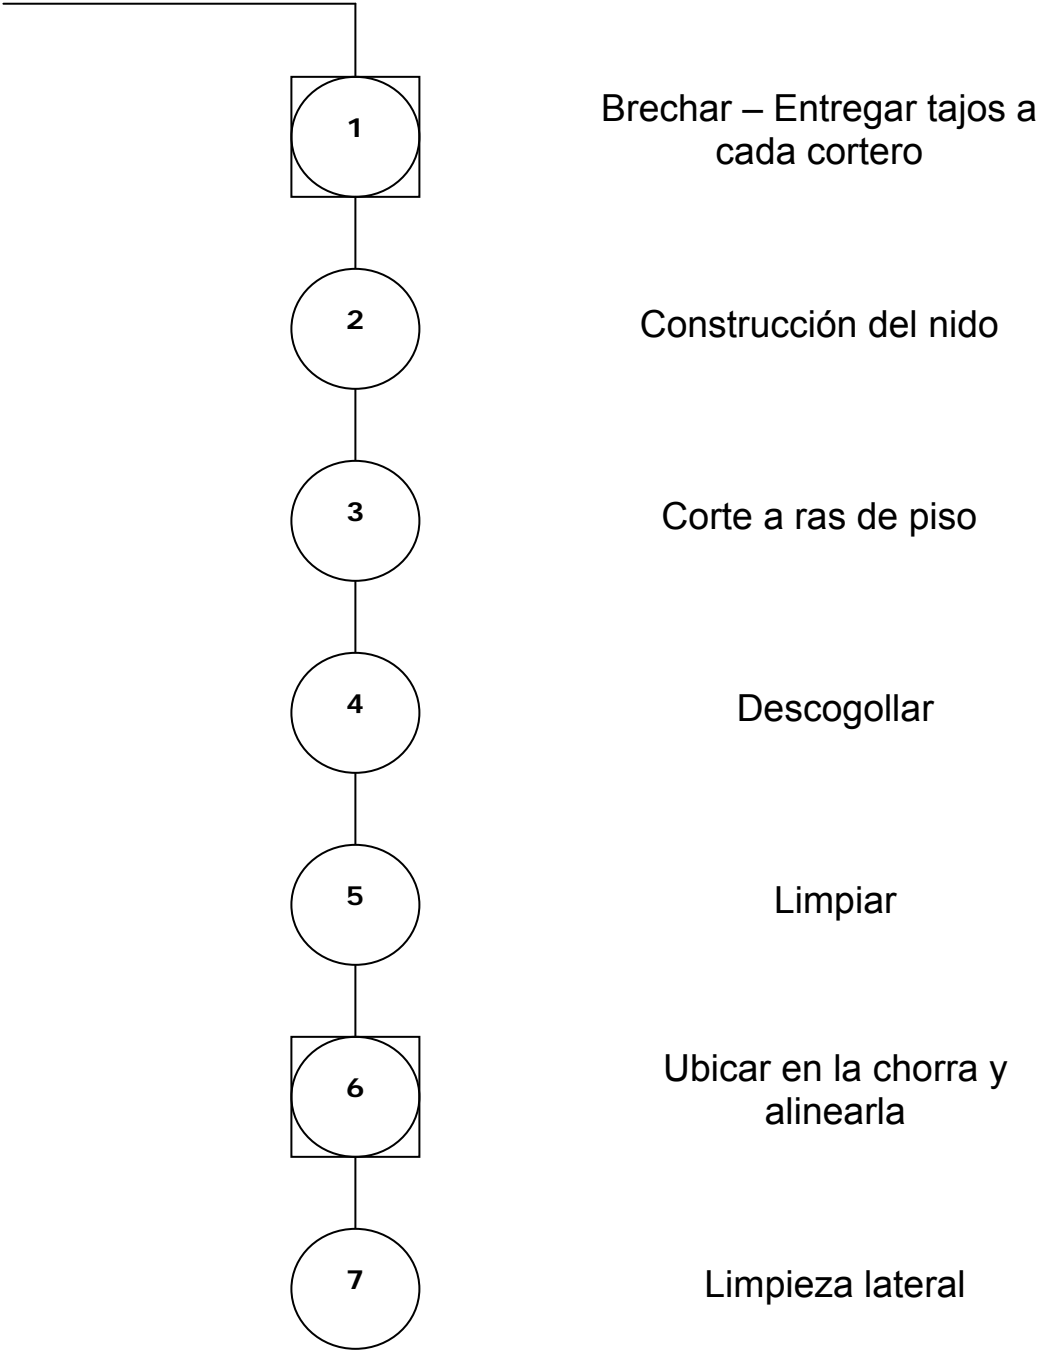 1
Brechar – Entregar tajos a
cada cortero
2
Construcción del nido
3
Corte a ras de piso
4
Descogollar
5
Limpiar
6
Ubicar en la chorra y
alinearla
7
Limpieza lateral